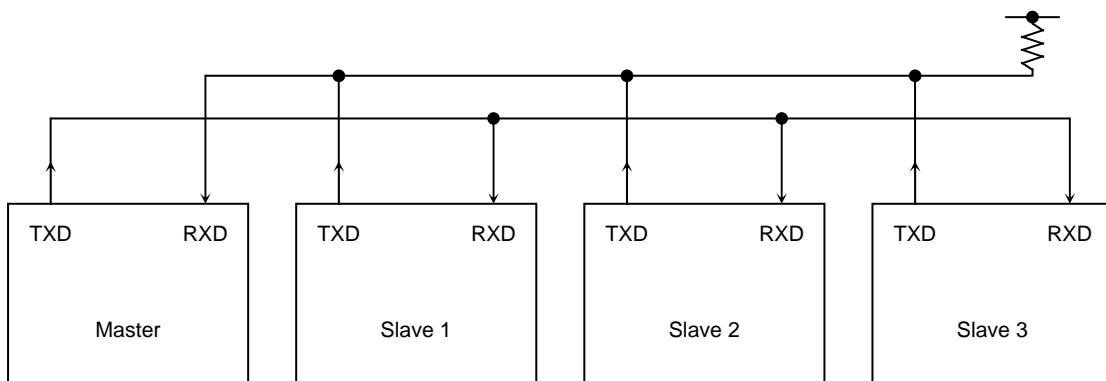 TXD RXD TXD RXD TXD RXD TXD RXD
Master Slave 1 Slave 2 Slave 3